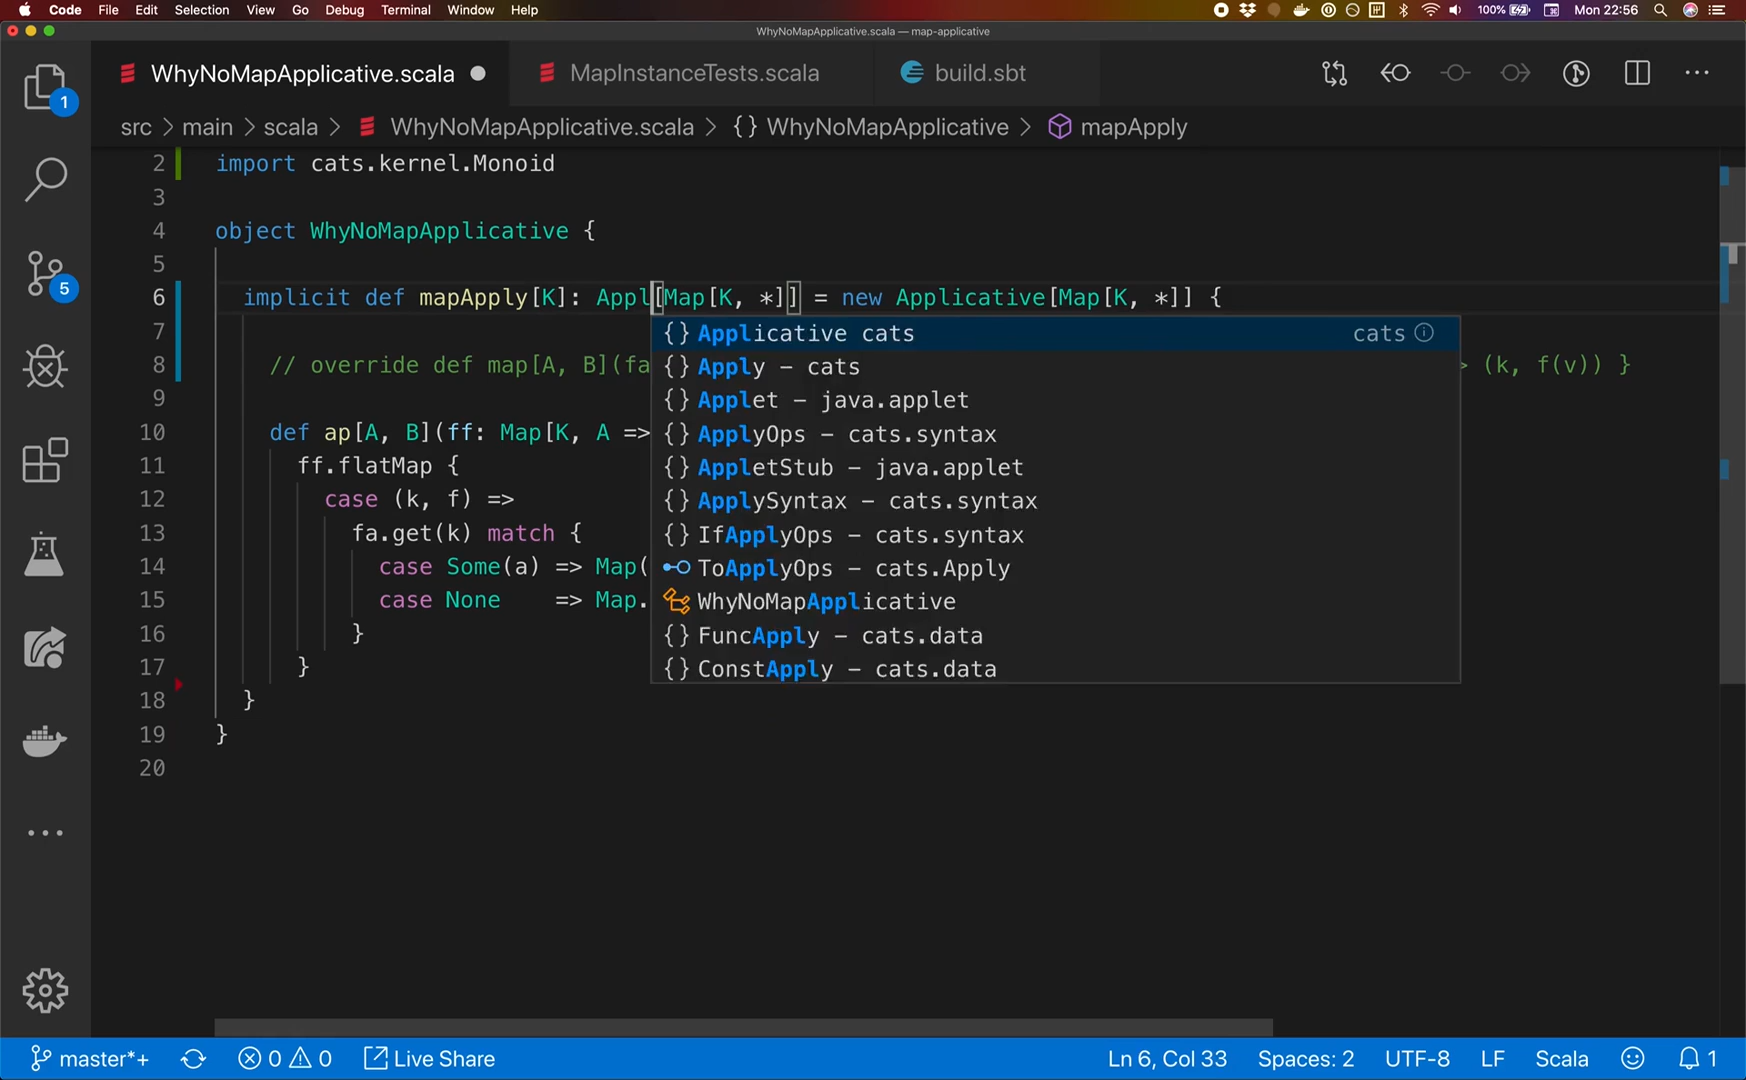 Code File Edit Selection View Go Debug Terminal Window Help 100% Mon 22:56
WhyNoMapApplicative.scala — map-applicative
WhyNoMapApplicative.scala MapInstanceTests.scala build.sbt
src > main > scala > WhyNoMapApplicative.scala > {} WhyNoMapApplicative > mapApply
1
5
2 import cats.kernel.Monoid
3
4 object WhyNoMapApplicative {
5
6 implicit def mapApply[K]: Appl[Map[K, *]] = new Applicative[Map[K, *]] {
7
8 // override def map[A, B](fa > (k, f(v)) }
9
10 def ap[A, B](ff: Map[K, A =>
11 ff.flatMap {
12 case (k, f) =>
13 fa.get(k) match {
14 case Some(a) => Map(
15 case None => Map.
16 }
17 }
18 }
19 }
20
{} Applicative cats cats
{} Apply – cats
{} Applet – java.applet
{} ApplyOps – cats.syntax
{} AppletStub – java.applet
{} ApplySyntax – cats.syntax
{} IfApplyOps – cats.syntax
ToApplyOps – cats.Apply
WhyNoMapApplicative
{} FuncApply – cats.data
{} ConstApply – cats.data
master*+ 0 0 Live Share Ln 6, Col 33 Spaces: 2 UTF-8 LF Scala 1